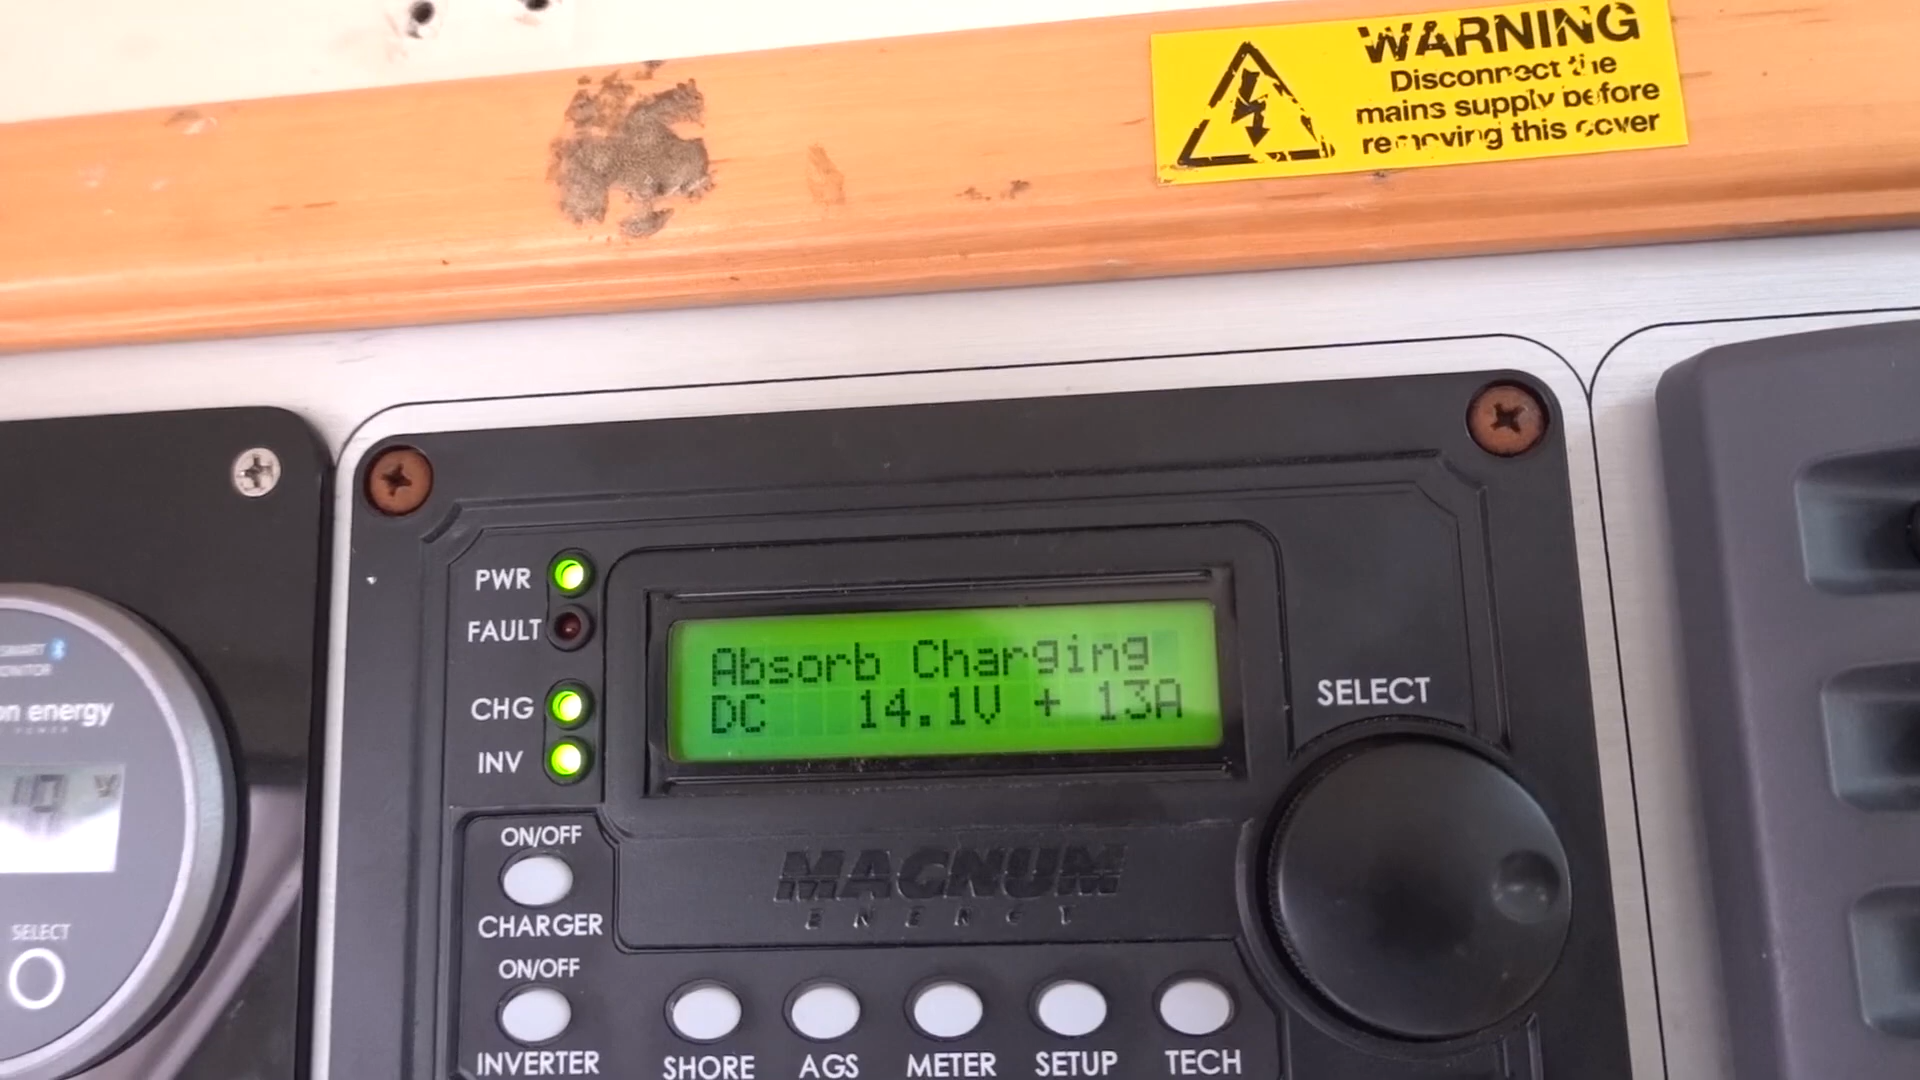 WARNING
Disconnect the
mains supply before
removing this cover
PWR
FAULT
CHG
INV
Absorb Charging
DC 14.1V + 13A
SELECT
ON/OFF
CHARGER
ON/OFF
INVERTER
MAGNUM
ENERGY
SHORE
AGS
METER
SETUP
TECH
SMART
energy
SELECT